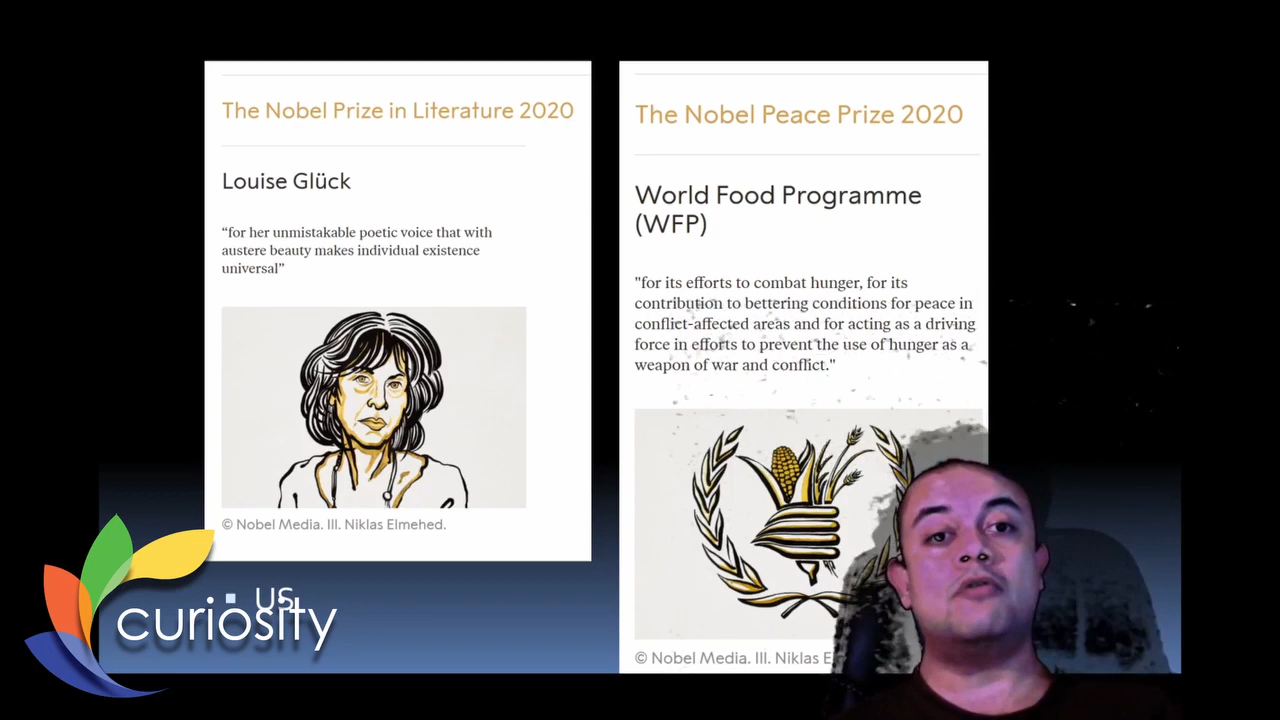 The Nobel Prize in Literature 2020
Louise Glück
“for her unmistakable poetic voice that with
austere beauty makes individual existence
universal”
© Nobel Media. Ill. Niklas Elmehed.
The Nobel Peace Prize 2020
World Food Programme
(WFP)
"for its efforts to combat hunger, for its
contribution to bettering conditions for peace in
conflict-affected areas and for acting as a driving
force in efforts to prevent the use of hunger as a
weapon of war and conflict."
© Nobel Media. Ill. Niklas E
us
curiosity